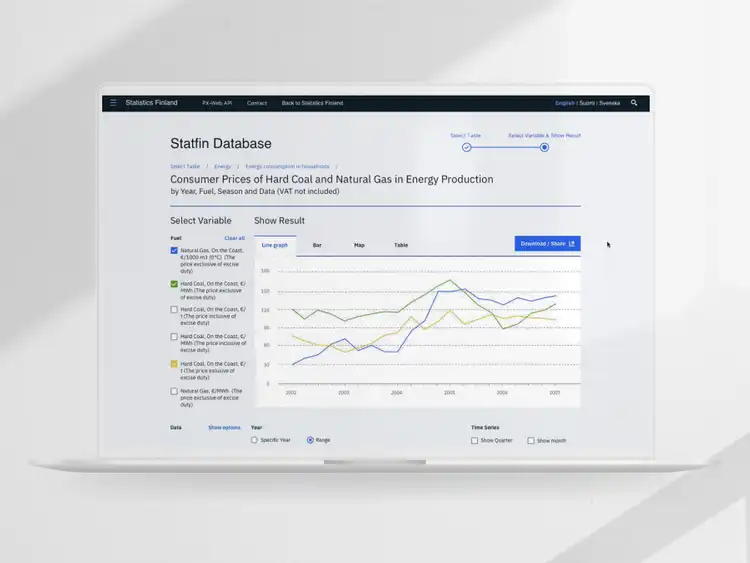 Statistics Finland PX-Web API Contact Back to Statistics Finland English | Suomi | Svenska
Statfin Database
Select Table Select Variable & Show Result
Select Table / Energy / Energy consumption in households /
Consumer Prices of Hard Coal and Natural Gas in Energy Production
by Year, Fuel, Season and Data (VAT not included)
Select Variable Show Result
Fuel Clear all
Natural Gas, On the Coast,
€/1000 m3 (0°C) (The
price exclusive of excise
duty)
Hard Coal, On the Coast, €/
MWh (The price exclusive
of excise duty)
Hard Coal, On the Coast, €/
t (The price inclusive of
excise duty)
Hard Coal, On the Coast, €/
MWh (The price inclusive
of excise duty)
Hard Coal, On the Coast, €/
t (The price exlusive of
excise duty)
Natural Gas, €/MWh (The
price exclusive of excise
duty)
Line graph Bar Map Table
Download / Share
30
0
2002 2003 2004 2005 2006 2007
Data Show options Year Time Series
Specific Year Range Show Quarter Show month